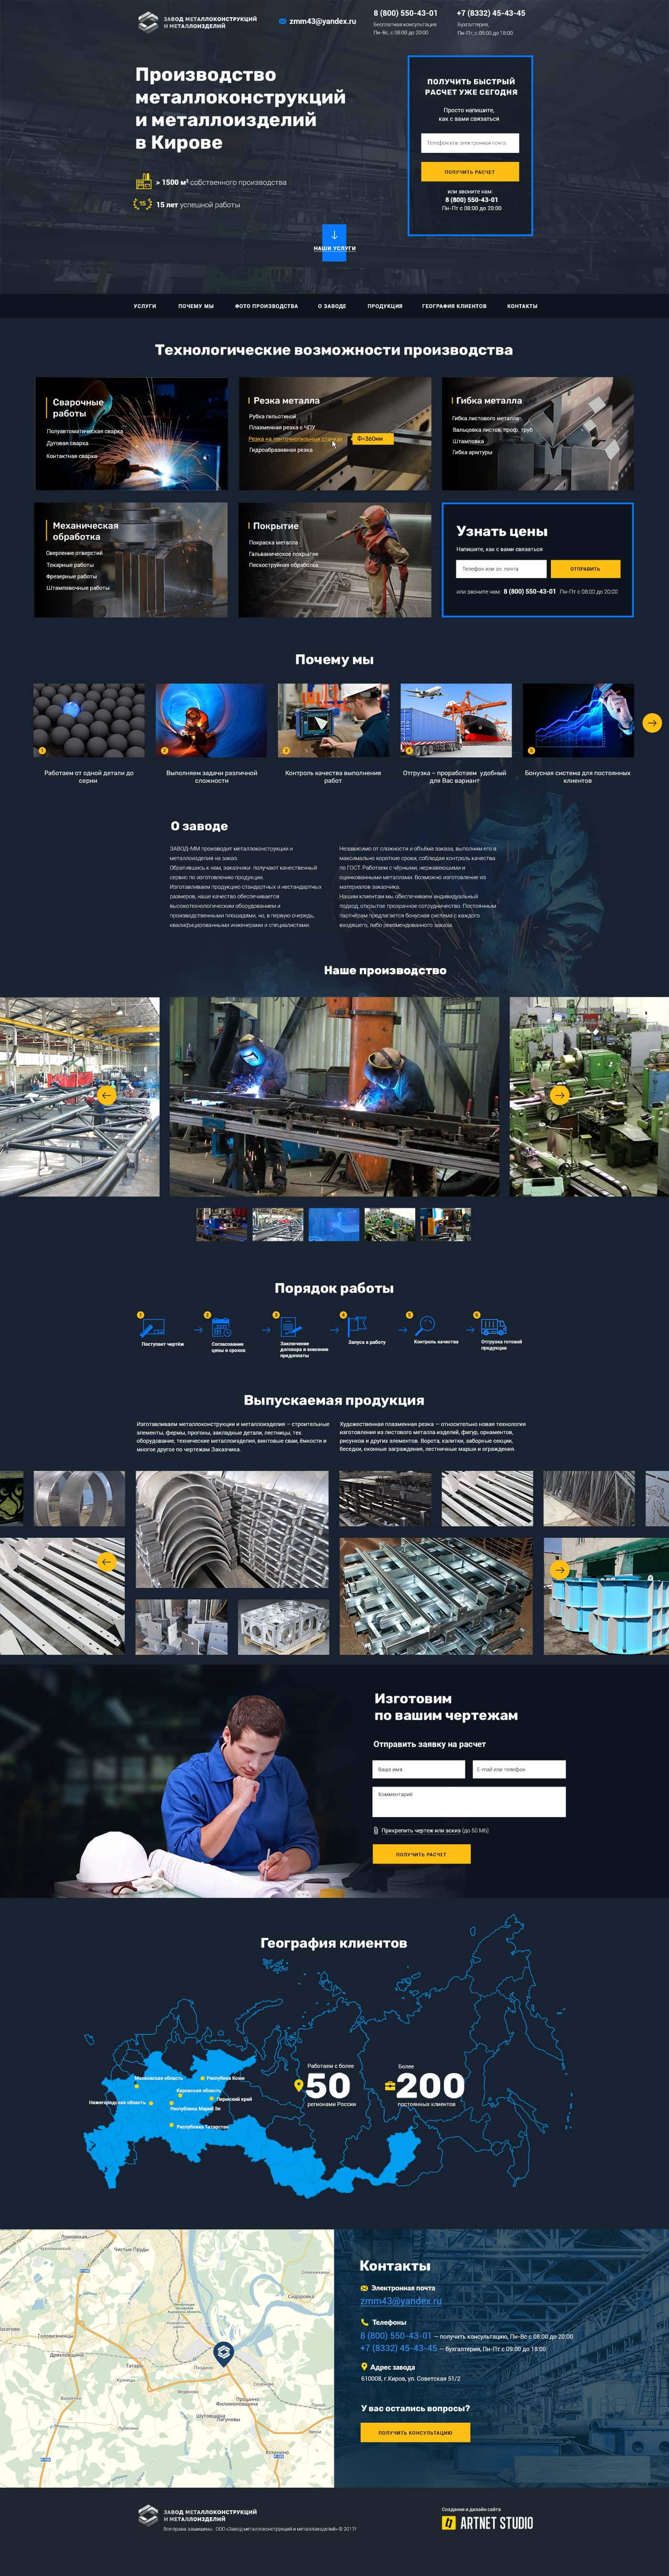 ЗАВОД МЕТАЛЛОКОНСТРУКЦИЙ
И МЕТАЛЛОИЗДЕЛИЙ
zmm43@yandex.ru
8 (800) 550-43-01
Бесплатная консультация
Пн-Вс, с 08:00 до 20:00
+7 (8332) 45-43-45
Бухгалтерия,
Пн-Пт, с 09:00 до 18:00
Производство
металлоконструкций
и металлоизделий
в Кирове
> 1500 м² собственного производства
15
15 лет успешной работы
ПОЛУЧИТЬ БЫСТРЫЙ
РАСЧЕТ УЖЕ СЕГОДНЯ
Просто напишите,
как с вами связаться
Телефон или электронная почта
ПОЛУЧИТЬ РАСЧЕТ
или звоните нам:
8 (800) 550-43-01
Пн-Пт с 08:00 до 20:00
НАШИ УСЛУГИ
УСЛУГИ ПОЧЕМУ МЫ ФОТО ПРОИЗВОДСТВА О ЗАВОДЕ ПРОДУКЦИЯ ГЕОГРАФИЯ КЛИЕНТОВ КОНТАКТЫ
Технологические возможности производства
Сварочные
работы
Полуавтоматическая сварка
Дуговая сварка
Контактная сварка
Резка металла
Рубка гильотиной
Плазменная резка с ЧПУ
Резка на ленточнопильных станках
Ф=360мм
Гидроабразивная резка
Гибка металла
Гибка листового металла
Вальцовка листов, проф. труб
Штамповка
Гибка арматуры
Механическая
обработка
Сверление отверстий
Токарные работы
Фрезерные работы
Штамповочные работы
Покрытие
Покраска металла
Гальваническое покрытие
Пескоструйная обработка
Узнать цены
Напишите, как с вами связаться
Телефон или эл. почта
ОТПРАВИТЬ
или звоните нам: 8 (800) 550-43-01 Пн-Пт с 08:00 до 20:00
Почему мы
1
2
3
4
5
Работаем от одной детали до
серии
Выполняем задачи различной
сложности
Контроль качества выполнения
работ
Отгрузка – проработаем удобный
для Вас вариант
Бонусная система для постоянных
клиентов
О заводе
ЗАВОД-ММ производит металлоконструкции и
металлоизделия на заказ.
Обратившись к нам, заказчики получают качественный
сервис по изготовлению продукции.
Изготавливаем продукцию стандартных и нестандартных
размеров, наше качество обеспечивается
высокотехнологическим оборудованием и
производственными площадями, но, в первую очередь,
квалифицированными инженерами и специалистами.
Независимо от сложности и объёма заказа, выполним его в
максимально короткие сроки, соблюдая контроль качества
по ГОСТ. Работаем с чёрными, нержавеющими и
оцинкованными металлами. Возможно изготовление из
материалов заказчика.
Нашим клиентам мы обеспечиваем индивидуальный
подход, открытое прозрачное сотрудничество. Постоянным
партнёрам предлагается бонусная система с каждого
входящего, либо рекомендованного заказа.
Наше производство
Порядок работы
1
2
3
4
5
6
Поступает чертёж
Согласование
цены и сроков
Заключение
договора и внесение
предоплаты
Запуск в работу
Контроль качества
Отгрузка готовой
продукции
Выпускаемая продукция
Изготавливаем металлоконструкции и металлоизделия – строительные
элементы, фермы, прогоны, закладные детали, лестницы, тех.
оборудование, технические металлоизделия, винтовые сваи, ёмкости и
многое другое по чертежам Заказчика.
Художественная плазменная резка – относительно новая технология
изготовления из листового металла изделий, фигур, орнаментов,
рисунков и других элементов. Ворота, калитки, заборные секции,
беседки, оконные заграждения, лестничные марши и ограждения.
Изготовим
по вашим чертежам
Отправить заявку на расчет
Ваше имя
E-mail или телефон
Комментарий
Прикрепить чертеж или эскиз (до 50 Mb)
ПОЛУЧИТЬ РАСЧЕТ
География клиентов
Московская область
Республика Коми
Кировская область
Пермский край
Нижегородская область
Республика Марий Эл
Республика Татарстан
Работаем с более
50
регионами России
Более
200
постоянных клиентов
Чистые Пруды
Сидоровка
Головизнинцы
Дряхловщина
Татары
Поздино
Кузнецы
Федяково
Прошино
Филимоновщина
Шутовщина
Лагуновы
Контакты
Электронная почта
zmm43@yandex.ru
Телефоны
8 (800) 550-43-01 – получить консультацию, Пн-Вс с 08:00 до 20:00
+7 (8332) 45-43-45 – бухгалтерия, Пн-Пт с 09:00 до 18:00
Адрес завода
610008, г.Киров, ул. Советская 51/2
У вас остались вопросы?
ПОЛУЧИТЬ КОНСУЛЬТАЦИЮ
ЗАВОД МЕТАЛЛОКОНСТРУКЦИЙ
И МЕТАЛЛОИЗДЕЛИЙ
Все права защищены. ООО «Завод металлоконструкций и металлоизделий» © 2017г
Создание и дизайн сайта
ARTNET STUDIO